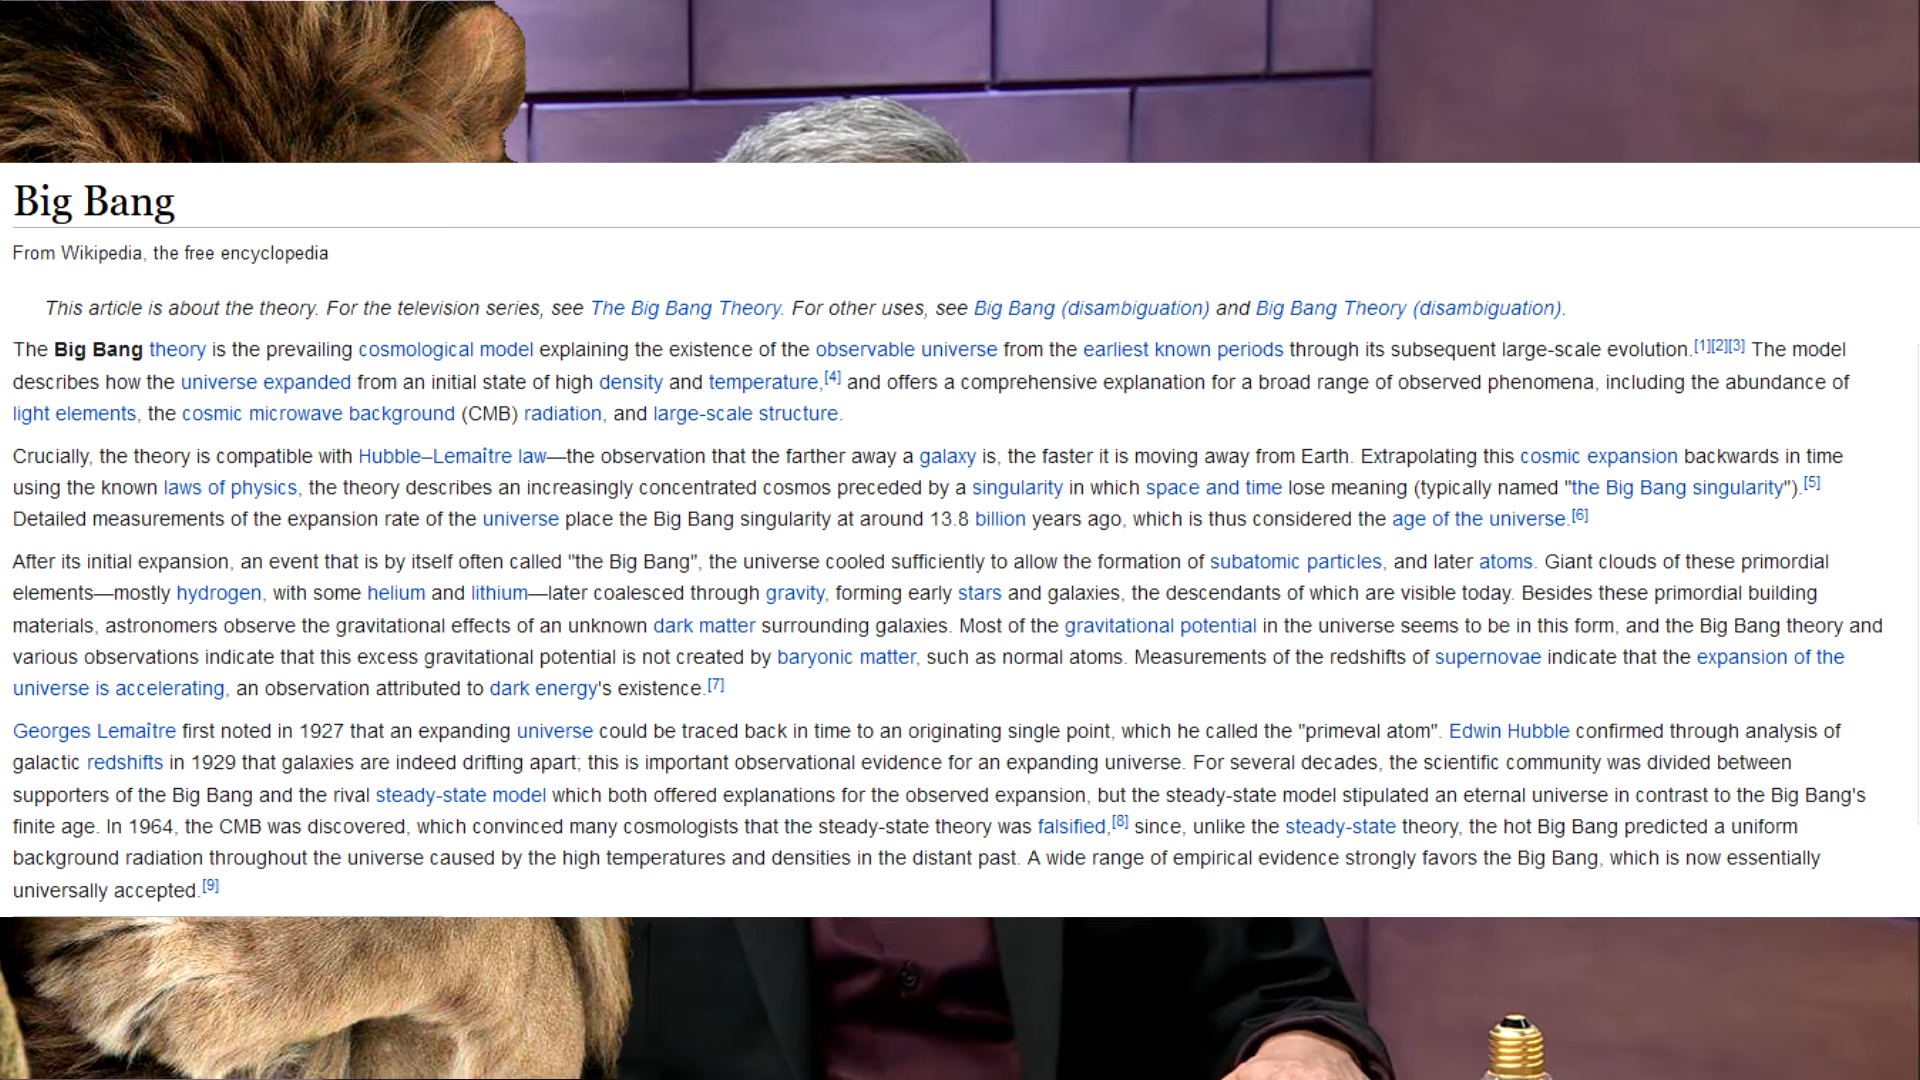 Big Bang
From Wikipedia, the free encyclopedia
This article is about the theory. For the television series, see The Big Bang Theory. For other uses, see Big Bang (disambiguation) and Big Bang Theory (disambiguation).
The Big Bang theory is the prevailing cosmological model explaining the existence of the observable universe from the earliest known periods through its subsequent large-scale evolution.[1][2][3] The model
describes how the universe expanded from an initial state of high density and temperature,[4] and offers a comprehensive explanation for a broad range of observed phenomena, including the abundance of
light elements, the cosmic microwave background (CMB) radiation, and large-scale structure.
Crucially, the theory is compatible with Hubble–Lemaître law—the observation that the farther away a galaxy is, the faster it is moving away from Earth. Extrapolating this cosmic expansion backwards in time
using the known laws of physics, the theory describes an increasingly concentrated cosmos preceded by a singularity in which space and time lose meaning (typically named "the Big Bang singularity").[5]
Detailed measurements of the expansion rate of the universe place the Big Bang singularity at around 13.8 billion years ago, which is thus considered the age of the universe.[6]
After its initial expansion, an event that is by itself often called "the Big Bang", the universe cooled sufficiently to allow the formation of subatomic particles, and later atoms. Giant clouds of these primordial
elements—mostly hydrogen, with some helium and lithium—later coalesced through gravity, forming early stars and galaxies, the descendants of which are visible today. Besides these primordial building
materials, astronomers observe the gravitational effects of an unknown dark matter surrounding galaxies. Most of the gravitational potential in the universe seems to be in this form, and the Big Bang theory and
various observations indicate that this excess gravitational potential is not created by baryonic matter, such as normal atoms. Measurements of the redshifts of supernovae indicate that the expansion of the
universe is accelerating, an observation attributed to dark energy's existence.[7]
Georges Lemaître first noted in 1927 that an expanding universe could be traced back in time to an originating single point, which he called the "primeval atom". Edwin Hubble confirmed through analysis of
galactic redshifts in 1929 that galaxies are indeed drifting apart; this is important observational evidence for an expanding universe. For several decades, the scientific community was divided between
supporters of the Big Bang and the rival steady-state model which both offered explanations for the observed expansion, but the steady-state model stipulated an eternal universe in contrast to the Big Bang's
finite age. In 1964, the CMB was discovered, which convinced many cosmologists that the steady-state theory was falsified,[8] since, unlike the steady-state theory, the hot Big Bang predicted a uniform
background radiation throughout the universe caused by the high temperatures and densities in the distant past. A wide range of empirical evidence strongly favors the Big Bang, which is now essentially
universally accepted.[9]